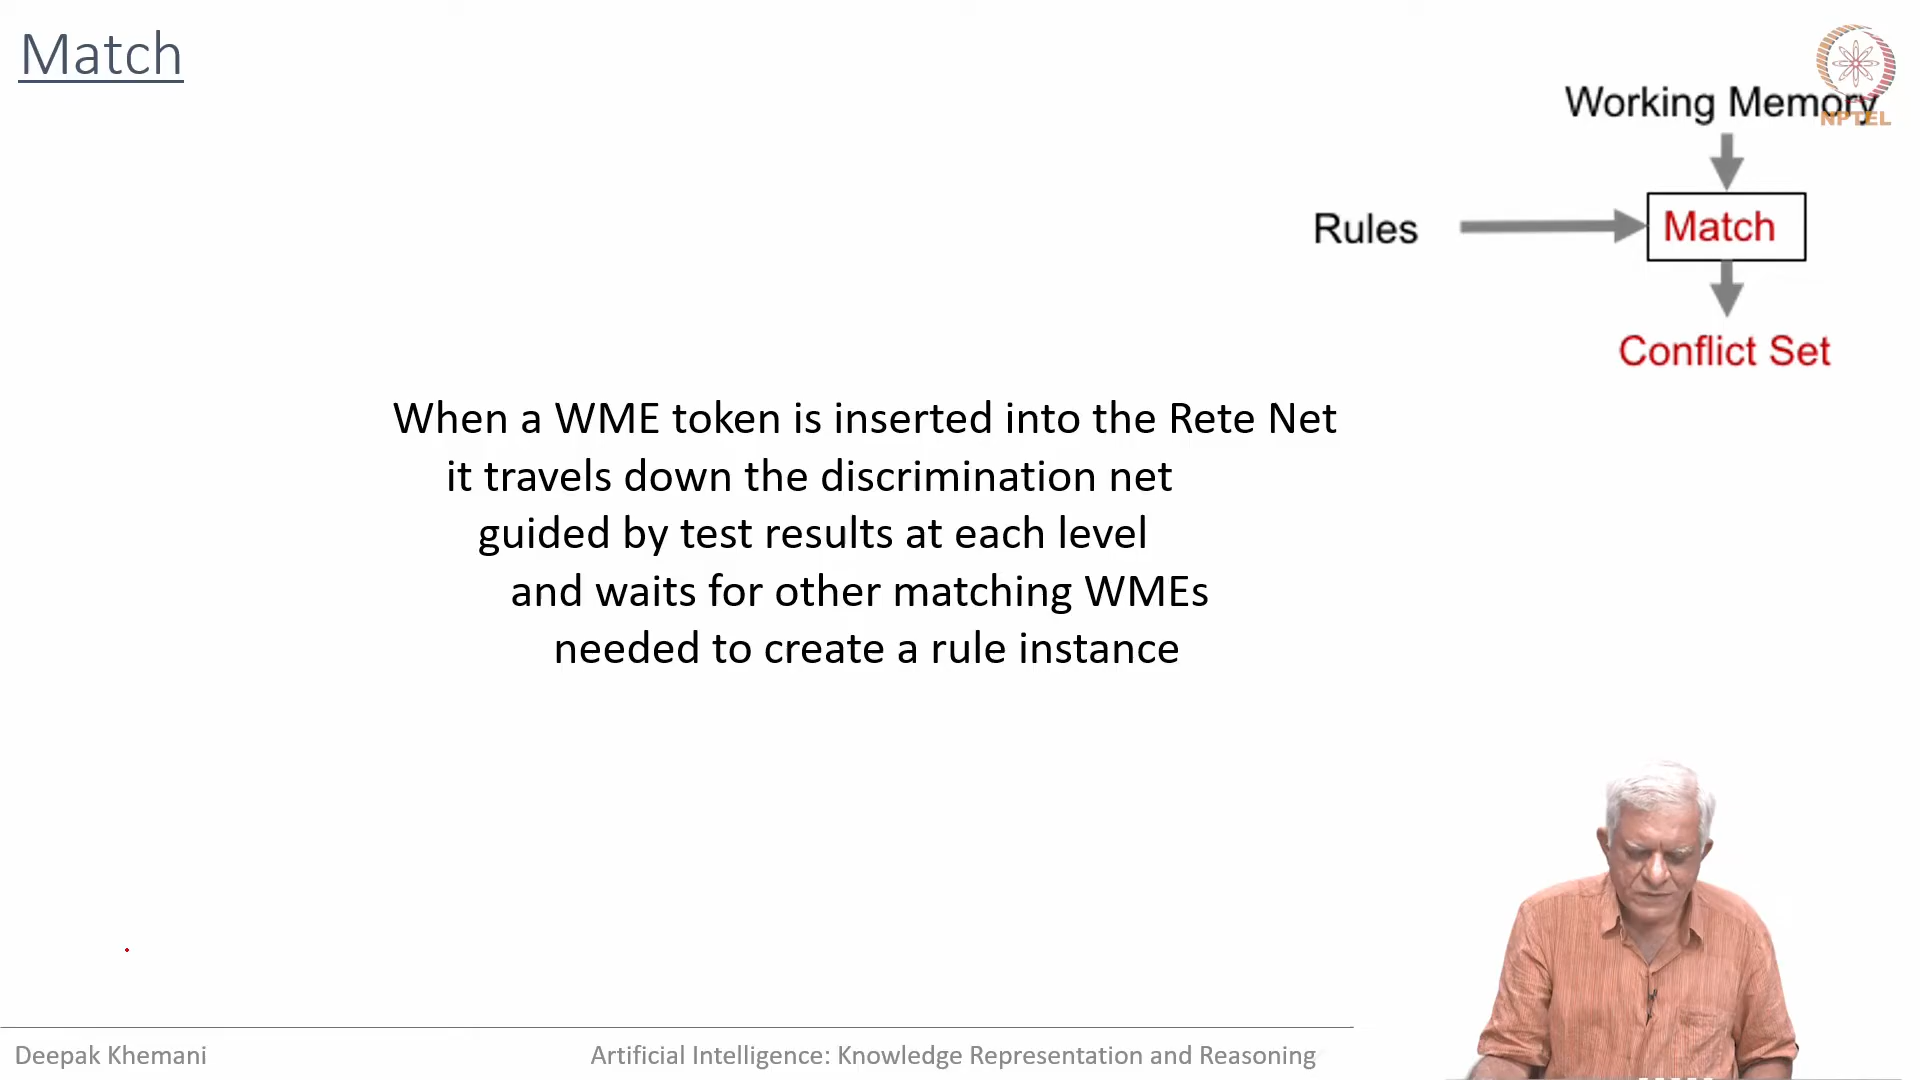 Match
Working Memory
NPTEL
Rules
Match
Conflict Set
When a WME token is inserted into the Rete Net
it travels down the discrimination net
guided by test results at each level
and waits for other matching WMEs
needed to create a rule instance
Deepak Khemani
Artificial Intelligence: Knowledge Representation and Reasoning